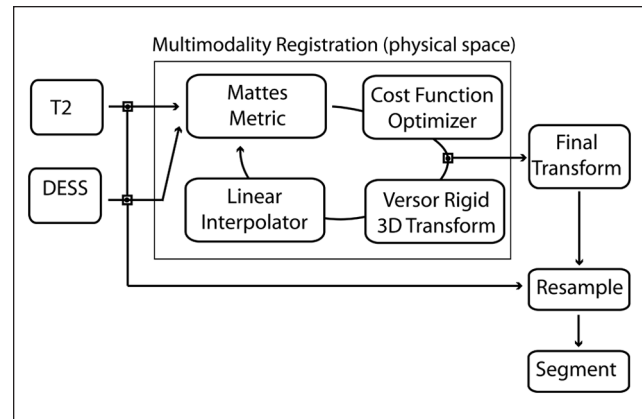 Multimodality Registration (physical space)
T2
DESS
Mattes
Metric
Cost Function
Optimizer
Linear
Interpolator
Versor Rigid
3D Transform
Final
Transform
Resample
Segment